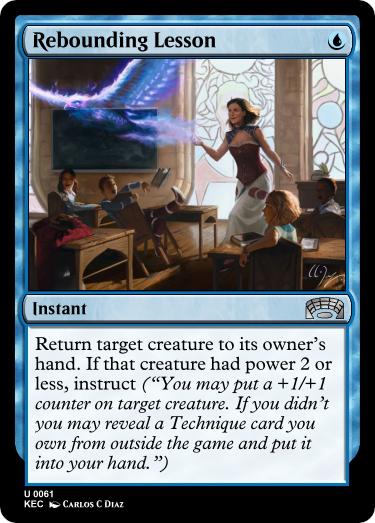 Rebounding Lesson
Instant
Return target creature to its owner's
hand. If that creature had power 2 or
less, instruct (“You may put a +1/+1
counter on target creature. If you didn't
you may reveal a Technique card you
own from outside the game and put it
into your hand.”)
U 0061
KEC Carlos C Diaz